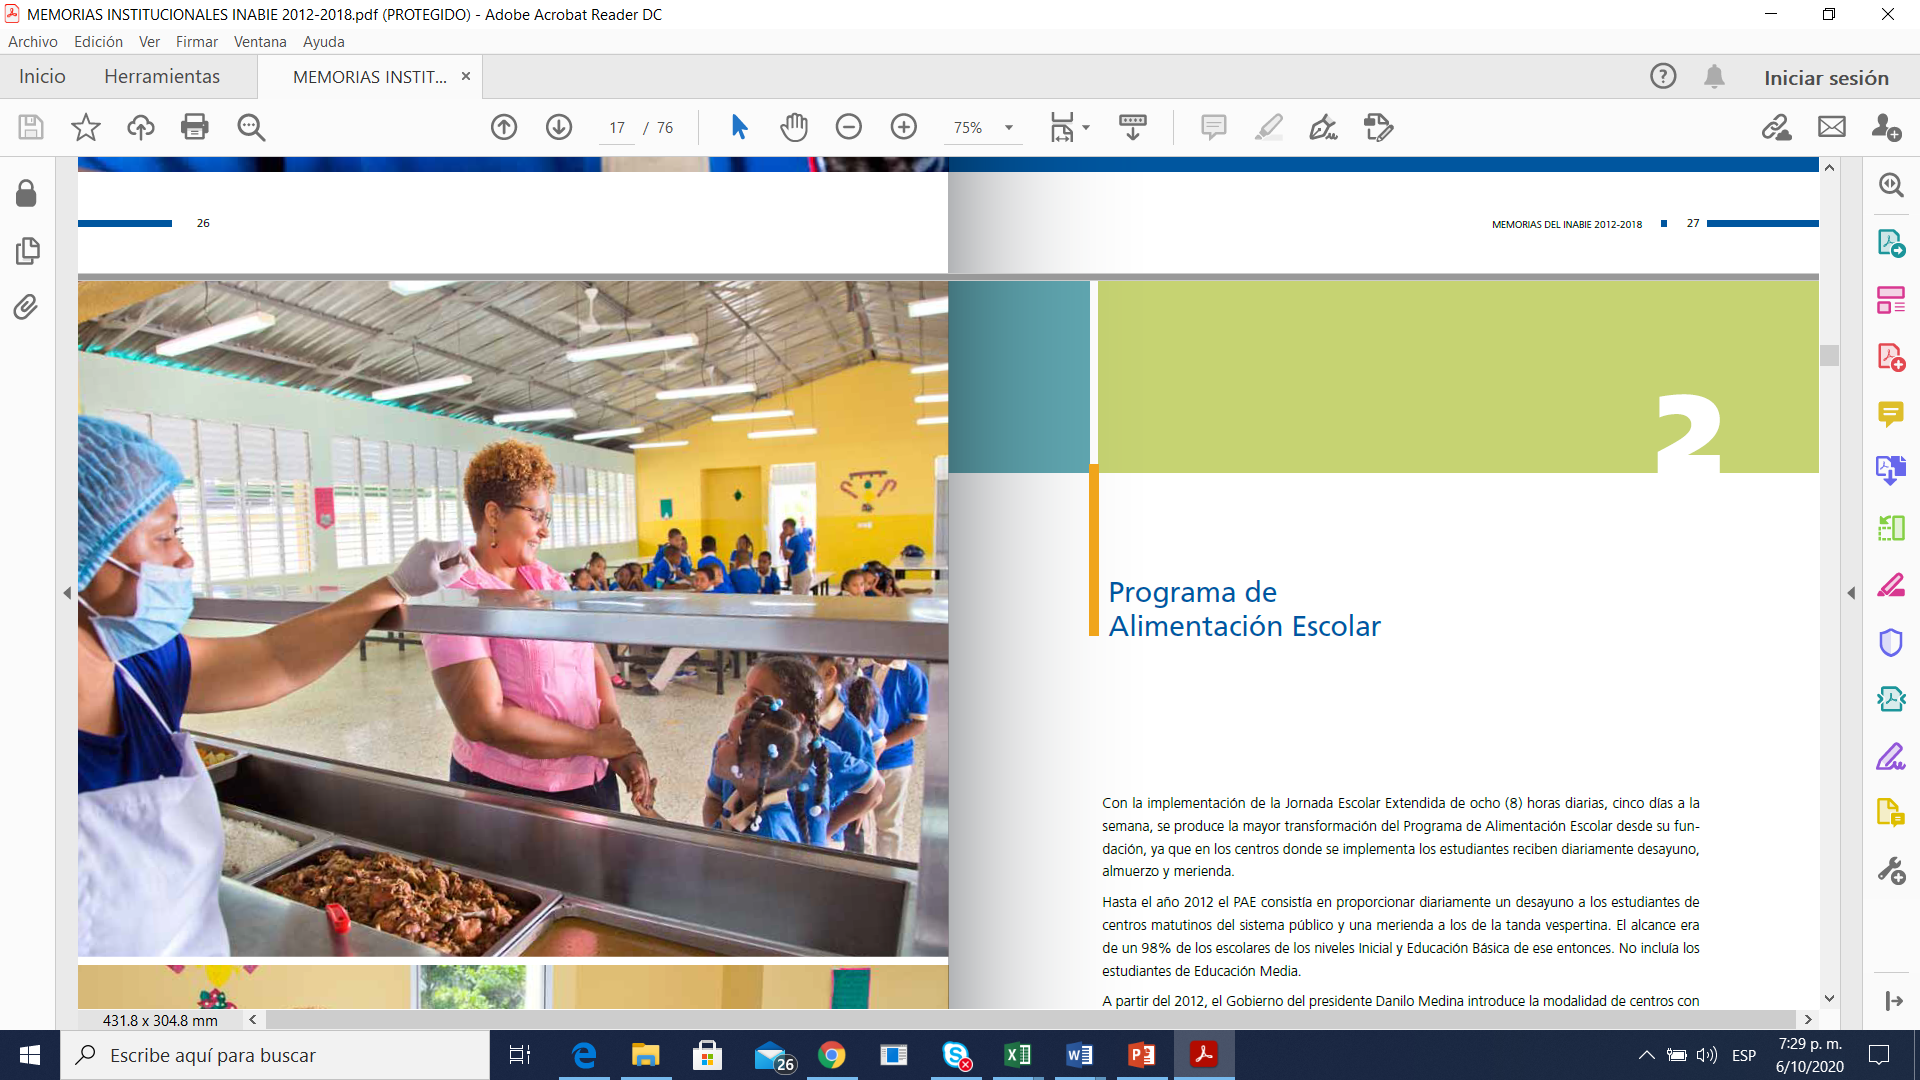 MEMORIAS INSTITUCIONALES INABIE 2012-2018.pdf (PROTEGIDO) - Adobe Acrobat Reader DC
Archivo Edición Ver Firmar Ventana Ayuda
Inicio Herramientas MEMORIAS INSTIT... ×
Iniciar sesión
17 / 76
75%
26
MEMORIAS DEL INABIE 2012-2018 27
2
Programa de
Alimentación Escolar
Con la implementación de la Jornada Escolar Extendida de ocho (8) horas diarias, cinco días a la
semana, se produce la mayor transformación del Programa de Alimentación Escolar desde su fun-
dación, ya que en los centros donde se implementa los estudiantes reciben diariamente desayuno,
almuerzo y merienda.
Hasta el año 2012 el PAE consistía en proporcionar diariamente un desayuno a los estudiantes de
centros matutinos del sistema público y una merienda a los de la tanda vespertina. El alcance era
de un 98% de los escolares de los niveles Inicial y Educación Básica de ese entonces. No incluía los
estudiantes de Educación Media.
A partir del 2012, el Gobierno del presidente Danilo Medina introduce la modalidad de centros con
431.8 x 304.8 mm
Escribe aquí para buscar
26
ESP
7:29 p. m.
6/10/2020